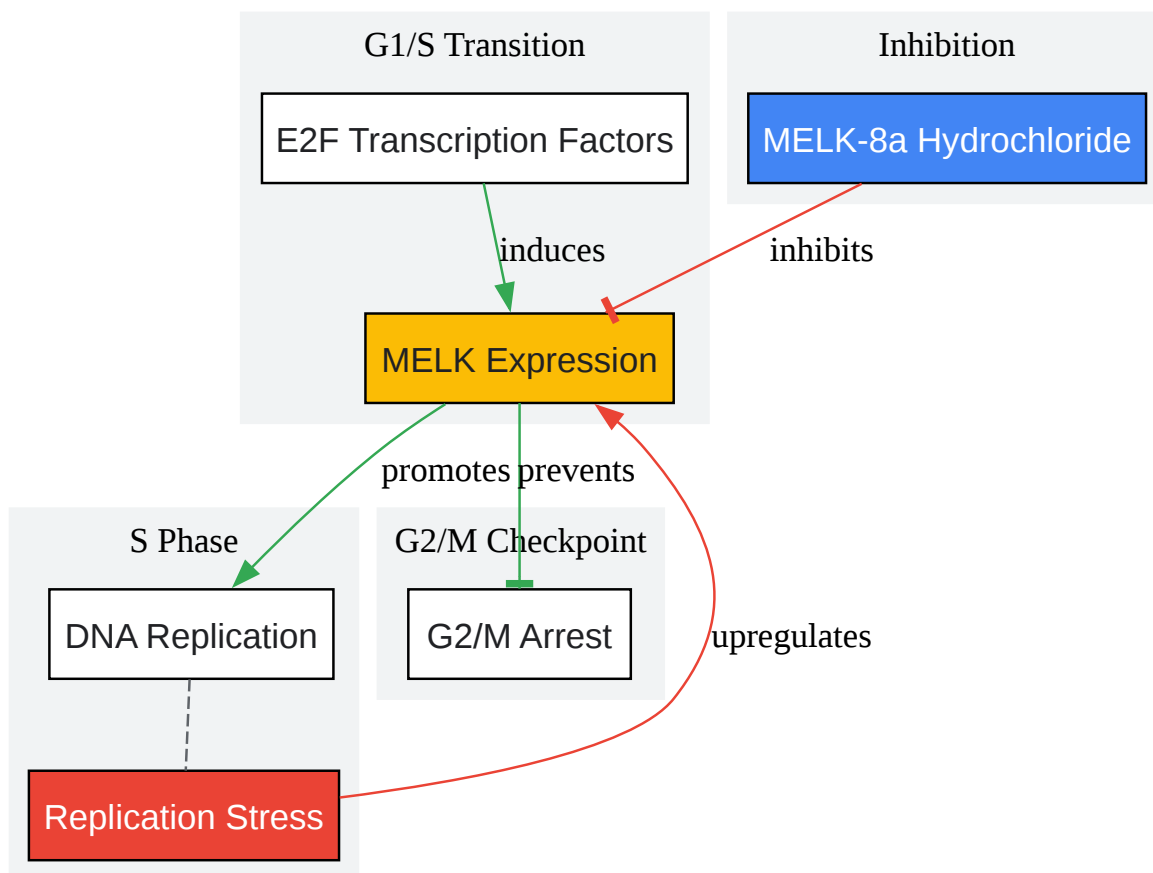 G1/S Transition
Inhibition
E2F Transcription Factors
MELK-8a Hydrochloride
induces
inhibits
MELK Expression
promotes
prevents
S Phase
G2/M Checkpoint
DNA Replication
G2/M Arrest
upregulates
Replication Stress